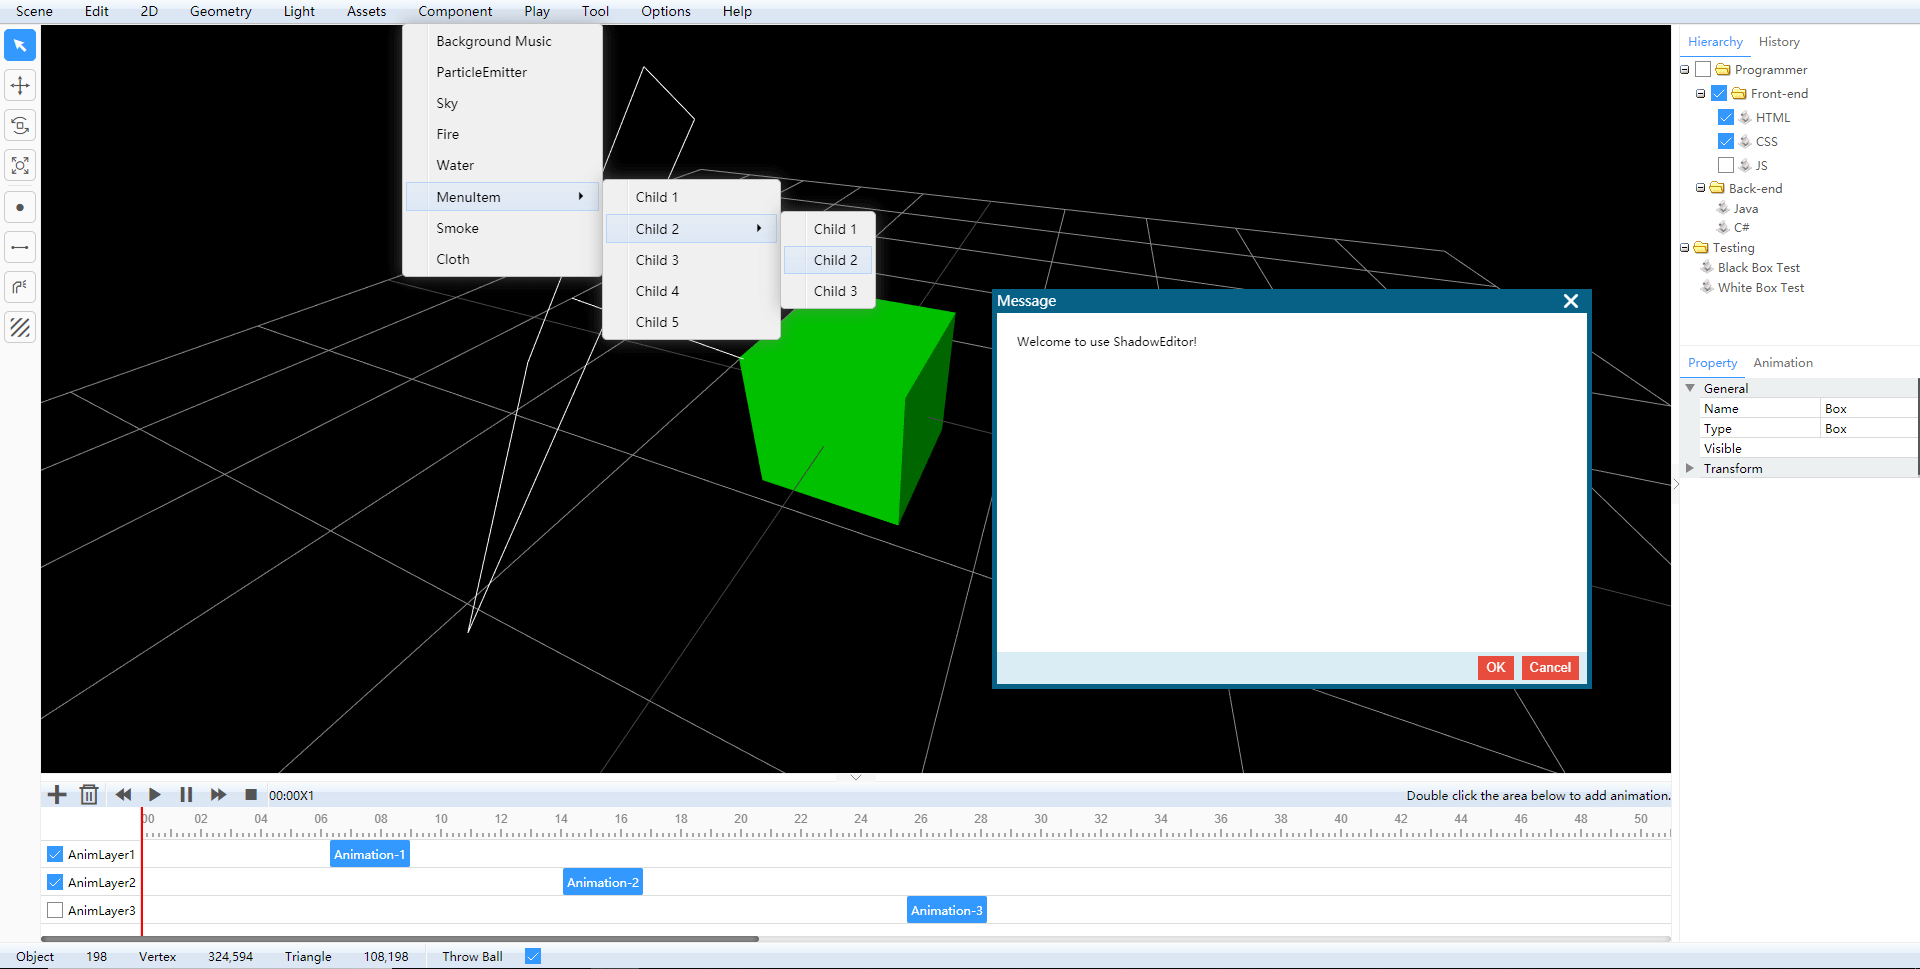 Scene Edit 2D Geometry Light Assets Component Play Tool Options Help
Background Music
ParticleEmitter
Sky
Fire
Water
MenuItem
Smoke
Cloth
Child 1
Child 2
Child 3
Child 4
Child 5
Child 1
Child 2
Child 3
Message
Welcome to use ShadowEditor!
OK Cancel
Hierarchy History
Programmer
Front-end
HTML
CSS
JS
Back-end
Java
C#
Testing
Black Box Test
White Box Test
Property Animation
General
Name Box
Type Box
Visible
Transform
00:00X1 Double click the area below to add animation.
00 02 04 06 08 10 12 14 16 18 20 22 24 26 28 30 32 34 36 38 40 42 44 46 48 50
AnimLayer1 Animation-1
AnimLayer2 Animation-2
AnimLayer3 Animation-3
Object 198 Vertex 324,594 Triangle 108,198 Throw Ball